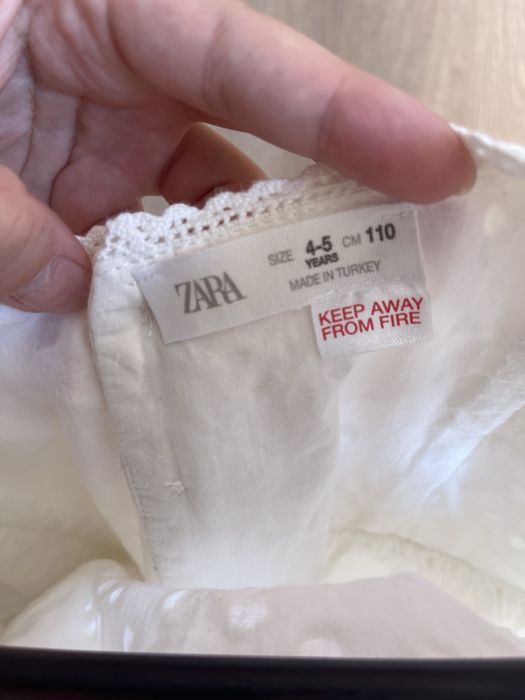 ZARA
SIZE 4-5 CM 110
YEARS
MADE IN TURKEY
KEEP AWAY
FROM FIRE